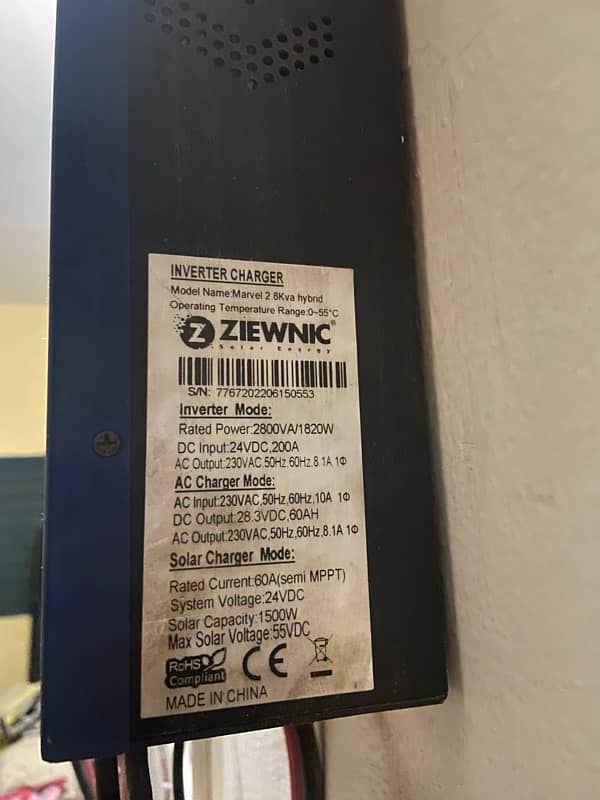 INVERTER CHARGER
Model Name:Marvel 2.8Kva hybrid
Operating Temperature Range:0~55°C
Z ZIEWNIC®
Solar Energy
S/N: 7767202206150553
Inverter Mode:
Rated Power:2800VA/1820W
DC Input:24VDC,200A
AC Output:230VAC,50Hz,60Hz,8.1A 1Φ
AC Charger Mode:
AC Input:230VAC,50Hz,60Hz,10A 1Φ
DC Output:28.3VDC,60AH
AC Output:230VAC,50Hz,60Hz,8.1A 1Φ
Solar Charger Mode:
Rated Current:60A(semi MPPT)
System Voltage:24VDC
Solar Capacity:1500W
Max Solar Voltage:55VDC
RoHS
Compliant
CE
MADE IN CHINA